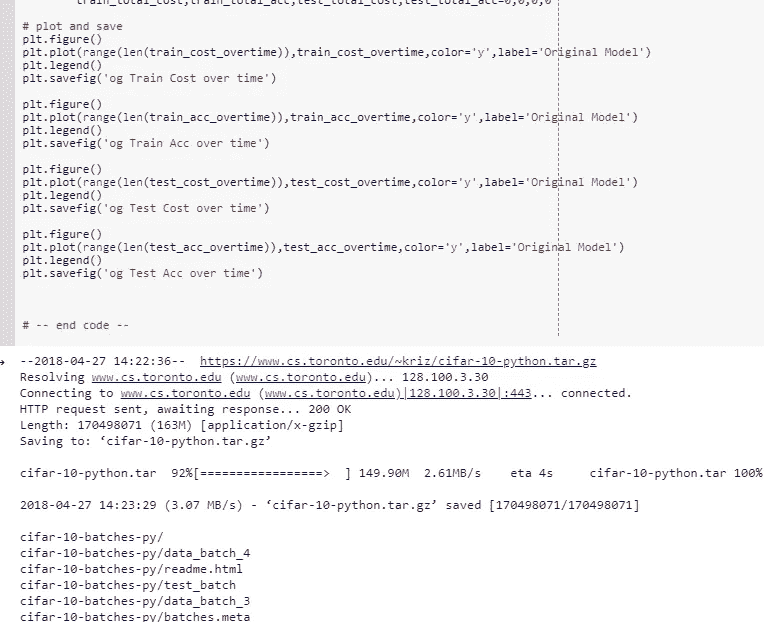 train_total_cost,train_total_acc,test_total_cost,test_total_acc=0,0,0,0
# plot and save
plt.figure()
plt.plot(range(len(train_cost_overtime)),train_cost_overtime,color='y',label='Original Model')
plt.legend()
plt.savefig('og Train Cost over time')
plt.figure()
plt.plot(range(len(train_acc_overtime)),train_acc_overtime,color='y',label='Original Model')
plt.legend()
plt.savefig('og Train Acc over time')
plt.figure()
plt.plot(range(len(test_cost_overtime)),test_cost_overtime,color='y',label='Original Model')
plt.legend()
plt.savefig('og Test Cost over time')
plt.figure()
plt.plot(range(len(test_acc_overtime)),test_acc_overtime,color='y',label='Original Model')
plt.legend()
plt.savefig('og Test Acc over time')
# -- end code --
--2018-04-27 14:22:36--  https://www.cs.toronto.edu/~kriz/cifar-10-python.tar.gz
Resolving www.cs.toronto.edu (www.cs.toronto.edu)... 128.100.3.30
Connecting to www.cs.toronto.edu (www.cs.toronto.edu)|128.100.3.30|:443... connected.
HTTP request sent, awaiting response... 200 OK
Length: 170498071 (163M) [application/x-gzip]
Saving to: ‘cifar-10-python.tar.gz’
cifar-10-python.tar  92%[=================>  ] 149.90M  2.61MB/s    eta 4s     cifar-10-python.tar 100%
2018-04-27 14:23:29 (3.07 MB/s) - ‘cifar-10-python.tar.gz’ saved [170498071/170498071]
cifar-10-batches-py/
cifar-10-batches-py/data_batch_4
cifar-10-batches-py/readme.html
cifar-10-batches-py/test_batch
cifar-10-batches-py/data_batch_3
cifar-10-batches-py/batches.meta